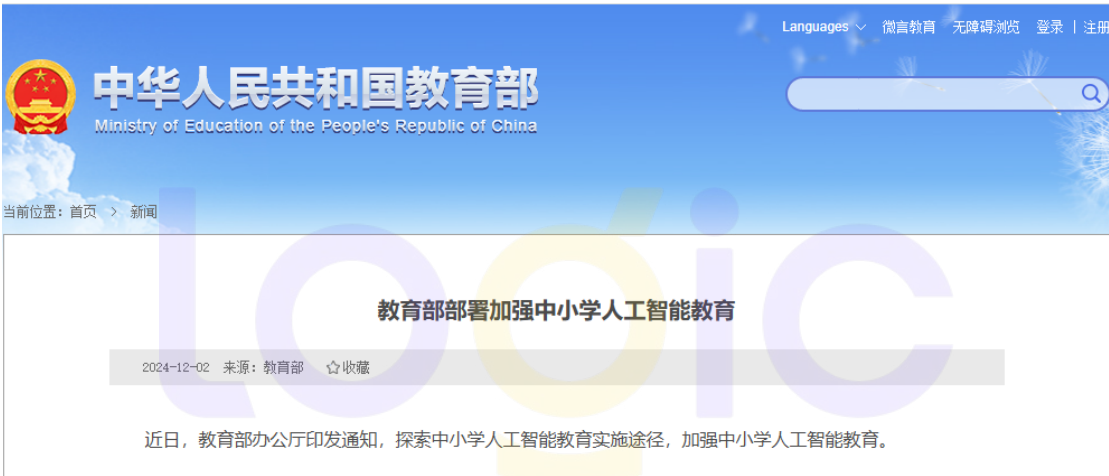 Languages 微言教育 无障碍浏览 登录 | 注册
中华人民共和国教育部
Ministry of Education of the People's Republic of China
当前位置：首页 > 新闻
教育部部署加强中小学人工智能教育
2024-12-02 来源：教育部 ☆收藏
近日，教育部办公厅印发通知，探索中小学人工智能教育实施途径，加强中小学人工智能教育。
Logic